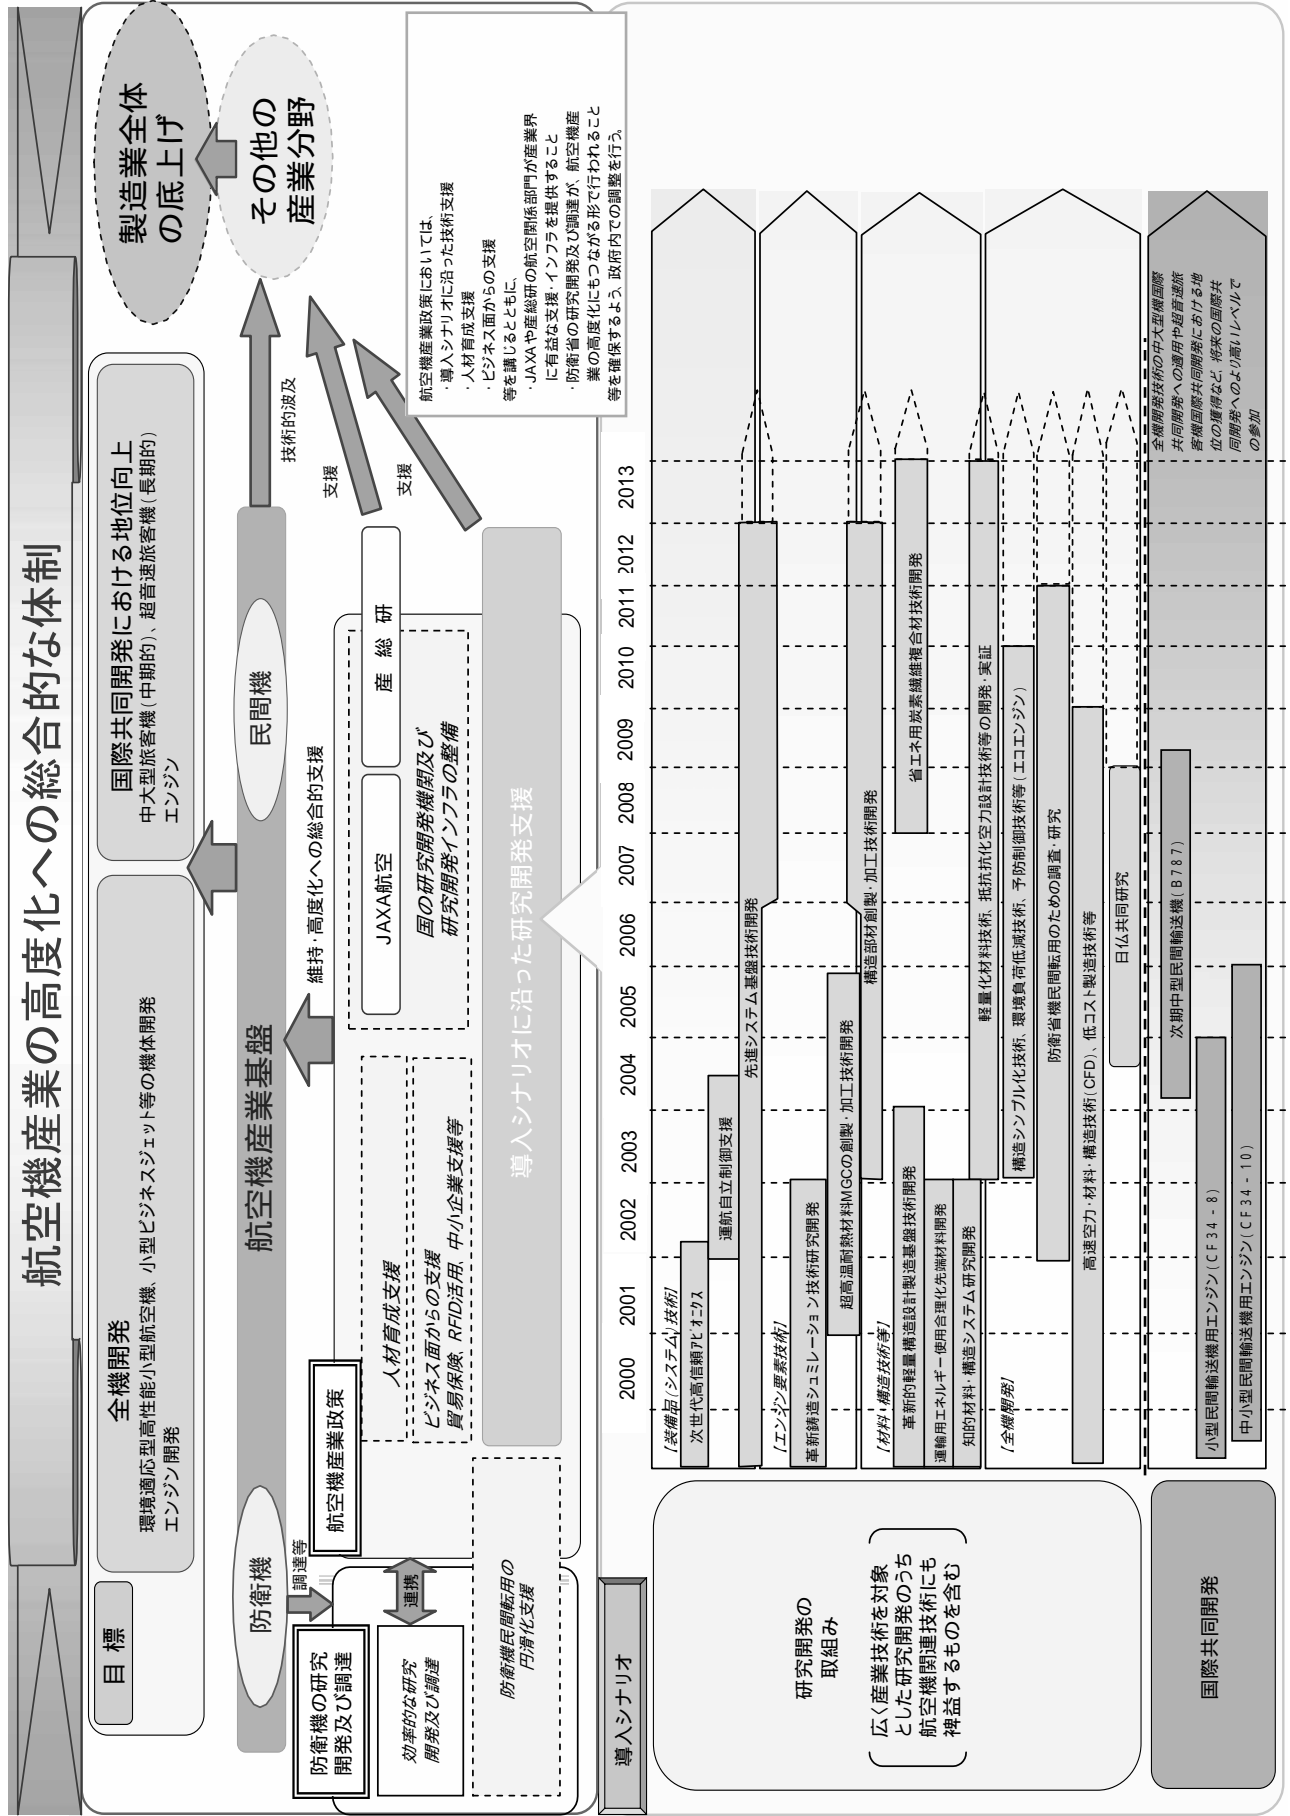 航空機産業の高度化への総合的な体制
目標
全機開発
環境適応型高性能小型航空機、小型ビジネスジェット等の機体開発
エンジン開発
国際共同開発における地位向上
中大型旅客機(中期的)、超音速旅客機(長期的)
エンジン
製造業全体
の底上げ
防衛機
航空機産業基盤
民間機
技術的波及
その他の
産業分野
調達等
維持・高度化への総合的支援
支援
支援
防衛機の研究
開発及び調達
効率的な研究
開発及び調達
連携
防衛機民間転用の
円滑化支援
航空機産業政策
人材育成支援
ビジネス面からの支援
貿易保険、RFID活用、中小企業支援等
JAXA航空
産 総 研
国の研究開発機関及び
研究開発インフラの整備
導入シナリオに沿った研究開発支援
航空機産業政策においては、
・導入シナリオに沿った技術支援
・人材育成支援
・ビジネス面からの支援
等を講じるとともに、
・JAXAや産総研の航空関係部門が産業界
に有益な支援・インフラを提供すること
・防衛省の研究開発及び調達が、航空機産
業の高度化にもつながる形で行われること
等を確保するよう、政府内での調整を行う。
導入シナリオ
2000 2001 2002 2003 2004 2005 2006 2007 2008 2009 2010 2011 2012 2013
研究開発の
取組み
広く産業技術を対象
とした研究開発のうち
航空機関連技術にも
裨益するものを含む
[装備品(システム)技術]
次世代高信頼アビオニクス
運航自立制御支援
先進システム基盤技術開発
[エンジン要素技術]
革新鋳造シュミレーション技術研究開発
超高温耐熱材料MGCの創製・加工技術開発
構造部材創製・加工技術開発
[材料・構造技術等]
革新的軽量構造設計製造基盤技術開発
省エネ用炭素繊維複合材技術開発
運輸用エネルギー使用合理化先端材料開発
知的材料・構造システム研究開発
軽量化材料技術、抵抗抗化空力設計技術等の開発・実証
[全機開発]
構造シンプル化技術、環境負荷低減技術、予防制御技術等(エコエンジン)
防衛省機民間転用のための調査・研究
高速空力・材料・構造技術(CFD)、低コスト製造技術等
日仏共同研究
国際共同開発
次期中型民間輸送機(B787)
小型民間輸送機用エンジン(CF34-8)
中小型民間輸送機用エンジン(CF34-10)
全機開発技術の中大型機国際
共同開発への適用や超音速旅
客機国際共同開発における地
位の獲得など、将来の国際共
同開発へのより高いレベルで
の参加